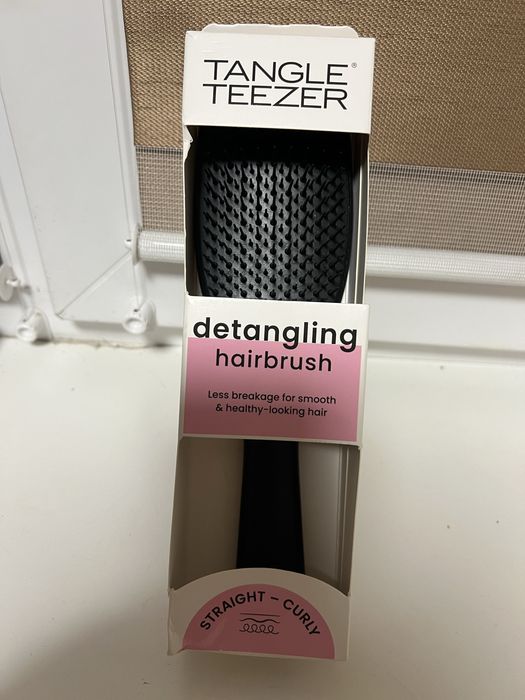 TANGLE®
TEEZER
detangling
hairbrush
Less breakage for smooth
& healthy-looking hair
STRAIGHT – CURLY